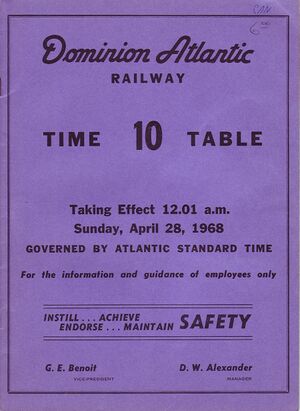 CAN
Dominion Atlantic
RAILWAY
TIME 10 TABLE
Taking Effect 12.01 a.m.
Sunday, April 28, 1968
GOVERNED BY ATLANTIC STANDARD TIME
For the information and guidance of employees only
INSTILL . . . ACHIEVE
ENDORSE . . . MAINTAIN SAFETY
G. E. Benoit D. W. Alexander
VICE-PRESIDENT MANAGER